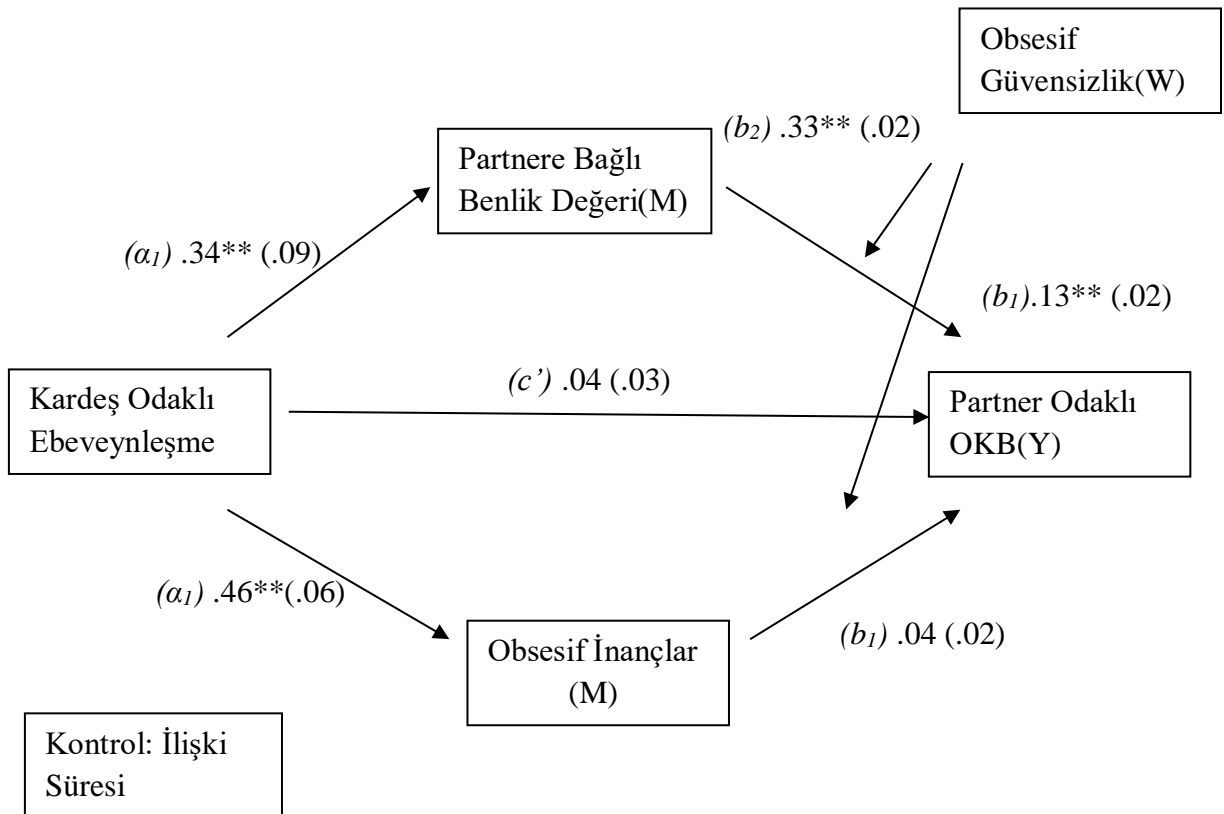 Obsesif
Güvensizlik(W)
(b2) .33** (.02)
Partnere Bağlı
Benlik Değeri(M)
(α1) .34** (.09)
(b1).13** (.02)
(c’) .04 (.03)
Kardeş Odaklı
Ebeveynleşme
Partner Odaklı
OKB(Y)
(α1) .46**(.06)
(b1) .04 (.02)
Obsesif İnançlar
(M)
Kontrol: İlişki
Süresi